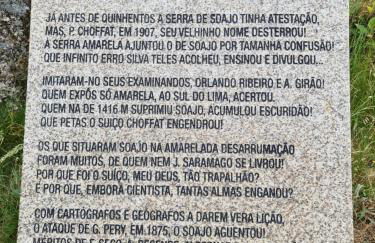 JÁ ANTES DE QUINHENTOS A SERRA DE SOAJO TINHA ATESTAÇÃO,
MAS, P. CHOFFAT, EM 1907, SEU VELHINHO NOME DESTERROU!
A SERRA AMARELA AJUNTOU O DE SOAJO POR TAMANHA CONFUSÃO!
QUE INFINITO ERRO SILVA TELES ACOLHEU, ENSINOU E DIVULGOU...
IMITARAM-NO SEUS EXAMINANDOS, ORLANDO RIBEIRO E A. GIRÃO!
QUEM EXPÔS SÓ AMARELA, AO SUL DO LIMA, ACERTOU.
QUEM NA DE 1416 M SUPRIMIU SOAJO, ACUMULOU ESCURIDÃO!
QUE PETAS O SUIÇO CHOFFAT ENGENDROU!
OS QUE SITUARAM SOAJO NA AMARELADA DESARRUMAÇÃO
FORAM MUITOS, DE QUEM NEM J. SARAMAGO SE LIVROU!
POR QUE FOI O SUÍÇO, MEU DEUS, TÃO TRAPALHÃO?
E POR QUE, EMBORA CIENTISTA, TANTAS ALMAS ENGANOU?
COM CARTÓGRAFOS E GEÓGRAFOS A DAREM VERA LIÇÃO,
O ATAQUE DE G. PERY, EM 1875, O SOAJO AGUENTOU!
MÉRITOS DE